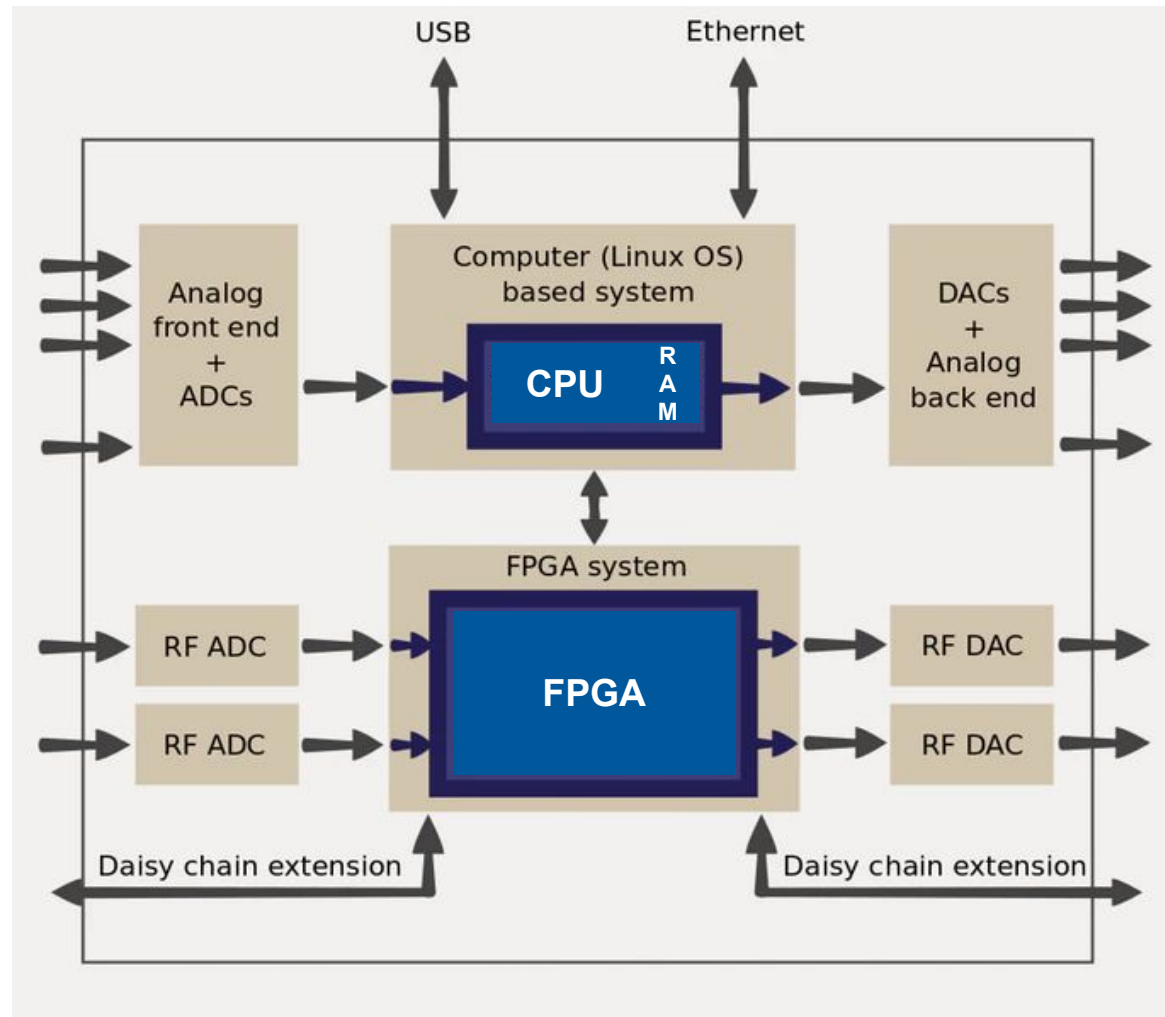 USB
Ethernet
Analog
front end
+
ADCs
Computer (Linux OS)
based system
CPU
R
A
M
DACs
+
Analog
back end
FPGA system
FPGA
RF ADC
RF ADC
RF DAC
RF DAC
Daisy chain extension
Daisy chain extension